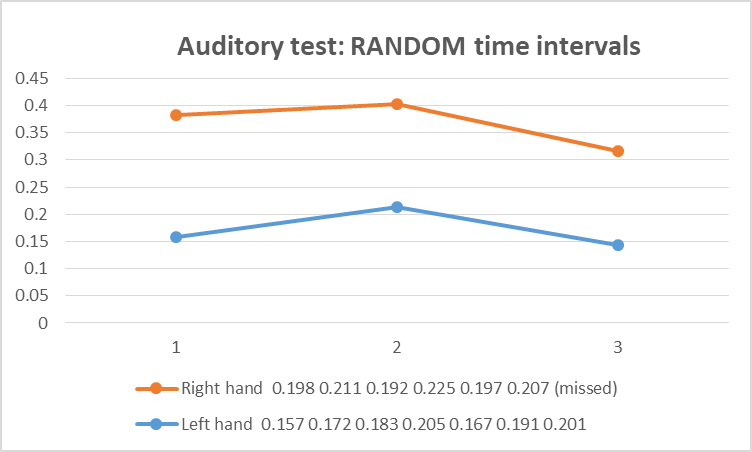 Auditory test: RANDOM time intervals
0.45
0.4
0.35
0.3
0.25
0.2
0.15
0.1
0.05
0
1 2 3
Right hand 0.198 0.211 0.192 0.225 0.197 0.207 (missed)
Left hand 0.157 0.172 0.183 0.205 0.167 0.191 0.201